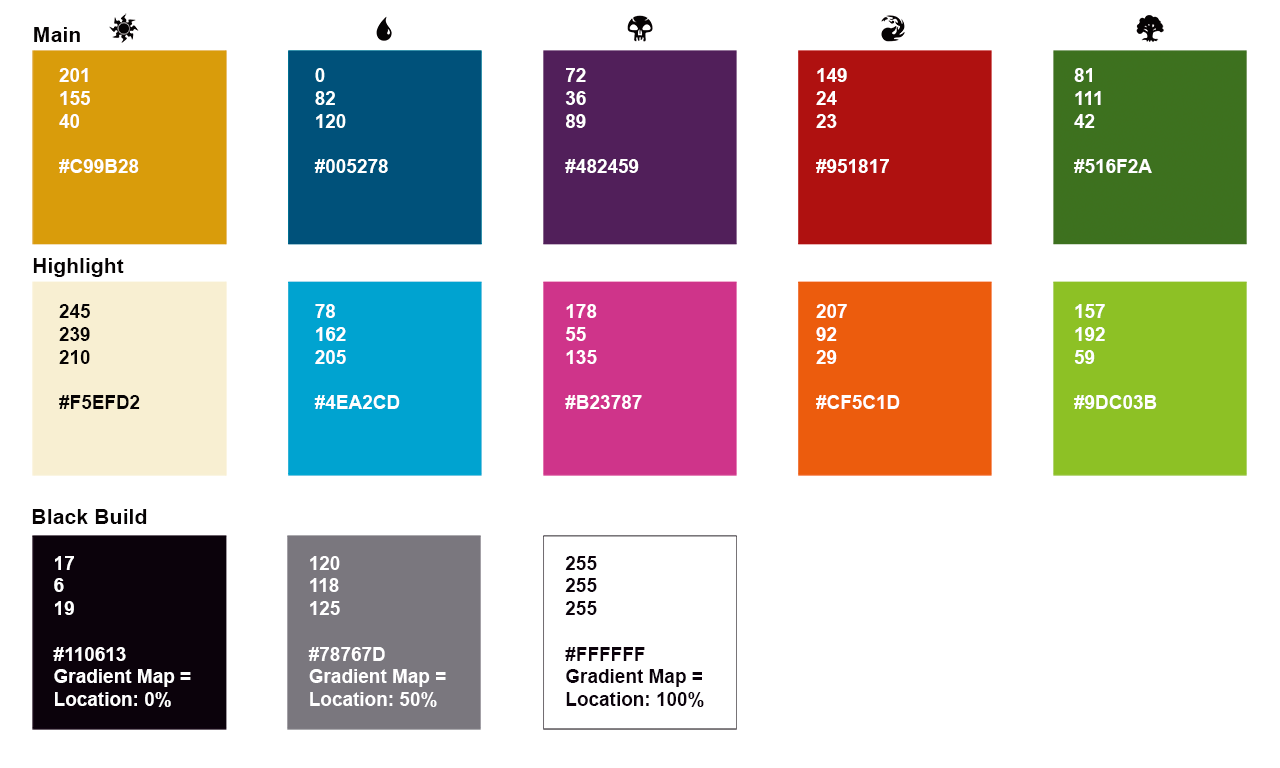 Main
201
155
40
#C99B28
0
82
120
#005278
72
36
89
#482459
149
24
23
#951817
81
111
42
#516F2A
Highlight
245
239
210
#F5EFD2
78
162
205
#4EA2CD
178
55
135
#B23787
207
92
29
#CF5C1D
157
192
59
#9DC03B
Black Build
17
6
19
#110613
Gradient Map =
Location: 0%
120
118
125
#78767D
Gradient Map =
Location: 50%
255
255
255
#FFFFFF
Gradient Map =
Location: 100%